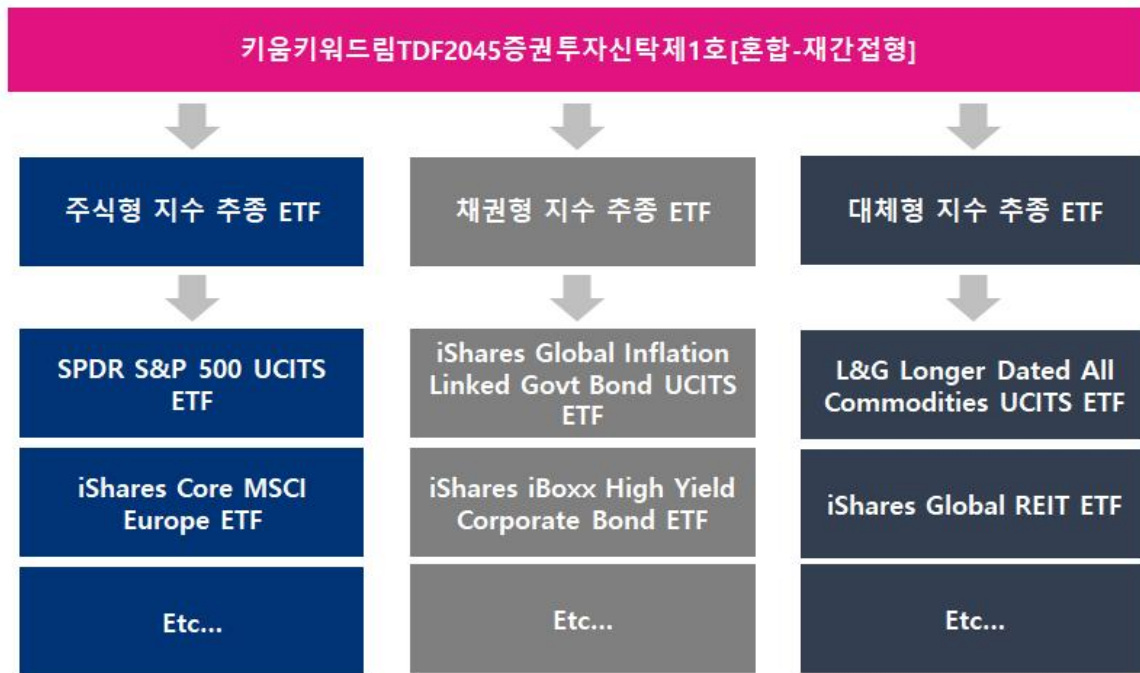 키움키워드림TDF2045증권투자신탁제1호[혼합-재간접형]
주식형 지수 추종 ETF
채권형 지수 추종 ETF
대체형 지수 추종 ETF
SPDR S&P 500 UCITS
ETF
iShares Global Inflation
Linked Govt Bond UCITS
ETF
L&G Longer Dated All
Commodities UCITS ETF
iShares Core MSCI
Europe ETF
iShares iBoxx High Yield
Corporate Bond ETF
iShares Global REIT ETF
Etc...
Etc...
Etc...